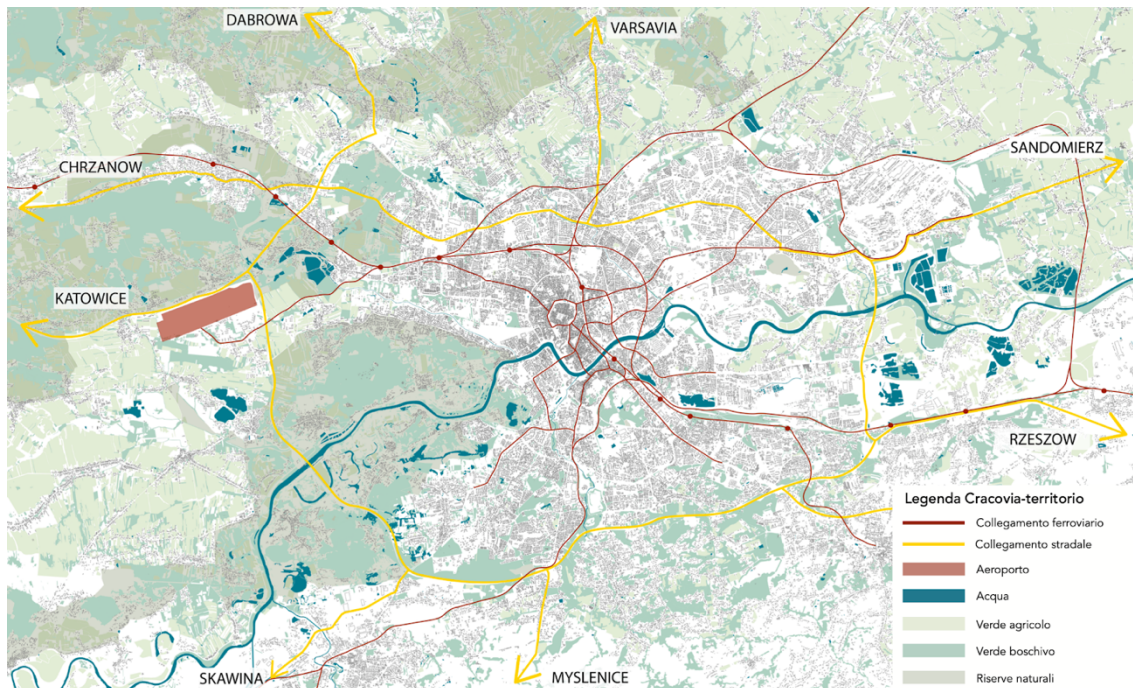 DABROWA
VARSAVIA
CHRZANOW
SANDOMIERZ
KATOWICE
RZESZOW
SKAWINA
MYSLENICE
Legenda Cracovia-territorio
Collegamento ferroviario
Collegamento stradale
Aeroporto
Acqua
Verde agricolo
Verde boschivo
Riserve naturali